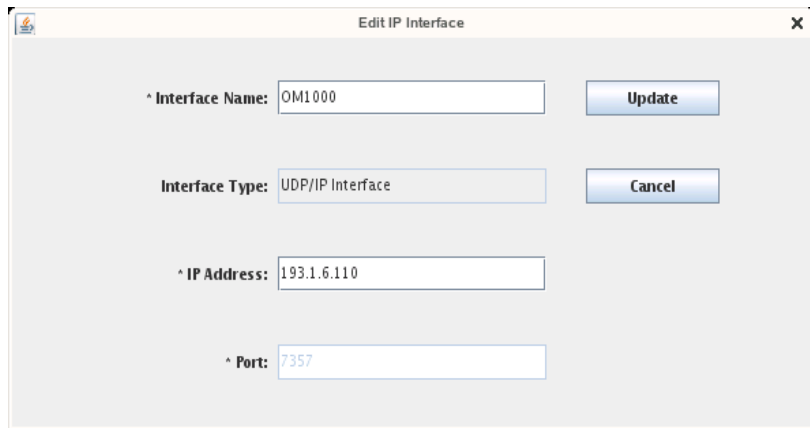 Edit IP Interface
* Interface Name: OM1000 Update
Interface Type: UDP/IP Interface Cancel
* IP Address: 193.1.6.110
* Port: 7357